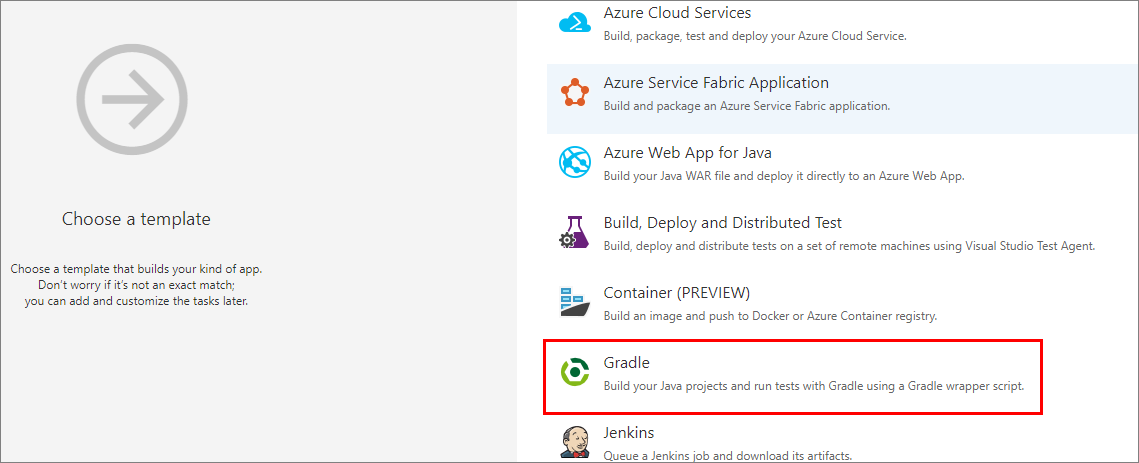 Choose a template
Choose a template that builds your kind of app.
Don't worry if it's not an exact match;
you can add and customize the tasks later.
Azure Cloud Services
Build, package, test and deploy your Azure Cloud Service.
Azure Service Fabric Application
Build and package an Azure Service Fabric application.
Azure Web App for Java
Build your Java WAR file and deploy it directly to an Azure Web App.
Build, Deploy and Distributed Test
Build, deploy and distribute tests on a set of remote machines using Visual Studio Test Agent.
Container (PREVIEW)
Build an image and push to Docker or Azure Container registry.
Gradle
Build your Java projects and run tests with Gradle using a Gradle wrapper script.
Jenkins
Queue a Jenkins job and download its artifacts.